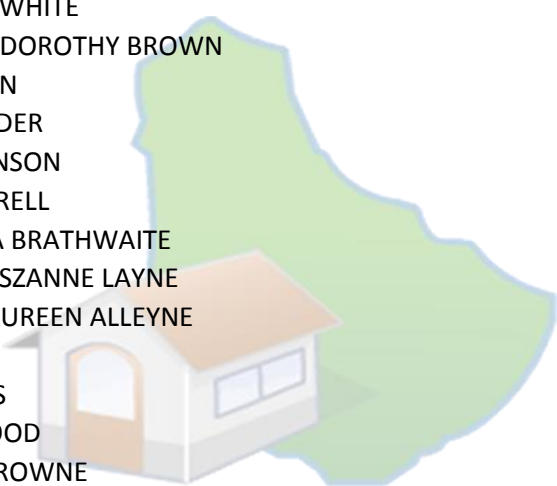 WHITE
DOROTHY BROWN
N
DER
NSON
RELL
A BRATHWAITE
SZANNE LAYNE
UREEN ALLEYNE
S
OOD
ROWNE